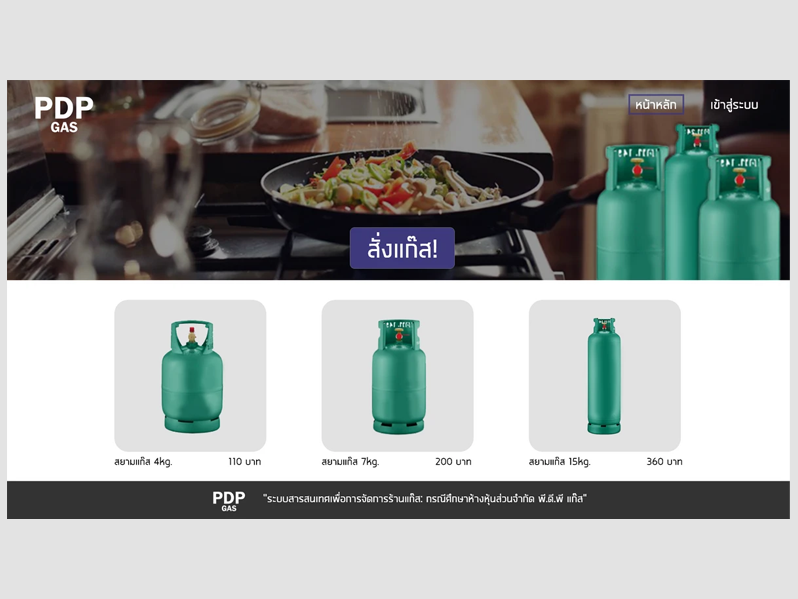 PDP
GAS
หน้าหลัก
เข้าสู่ระบบ
สั่งแก๊ส!
สยามแก๊ส 4kg.
110 บาท
สยามแก๊ส 7kg.
200 บาท
สยามแก๊ส 15kg.
360 บาท
PDP
GAS
"ระบบสารสนเทศเพื่อการจัดการร้านแก๊ส: กรณีศึกษาห้างหุ้นส่วนจำกัด พี.ดี.พี แก๊ส"